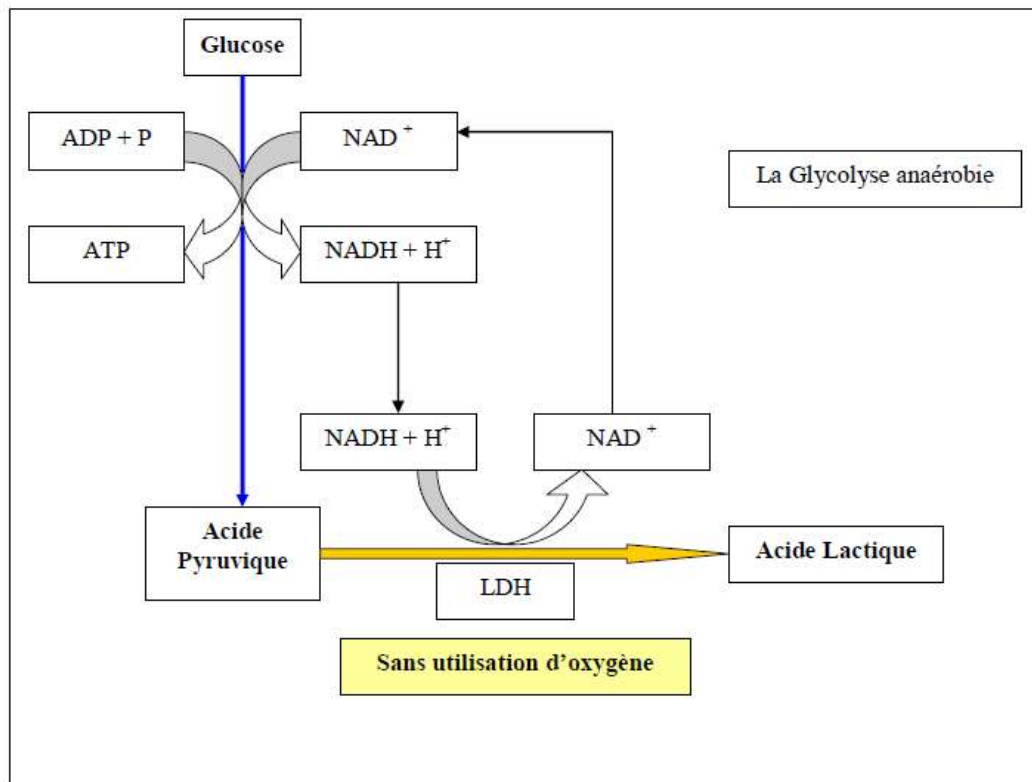 Glucose
ADP + P
NAD +
La Glycolyse anaérobie
ATP
NADH + H+
NADH + H+
NAD +
Acide
Pyruvique
Acide Lactique
LDH
Sans utilisation d’oxygène